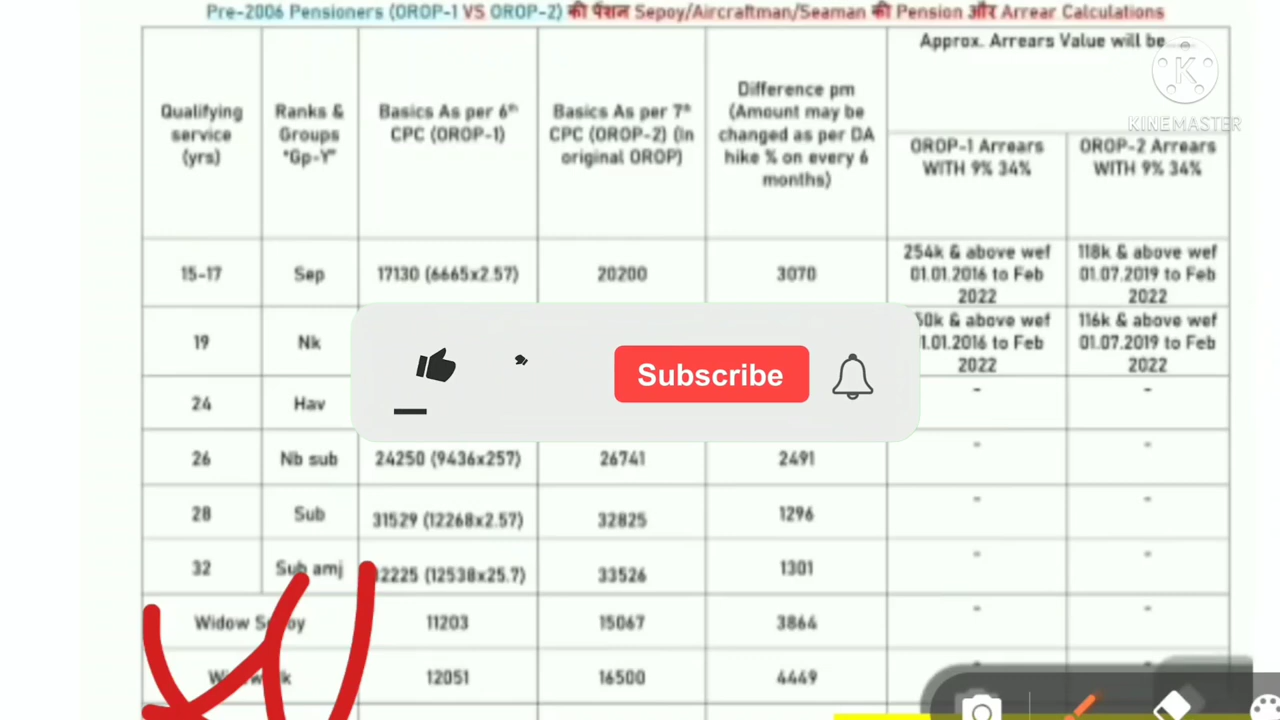 Pre-2006 Pensioners (OROP-1 VS OROP-2) की पेंशन Sepoy/Aircraftman/Seaman की Pension और Arrear Calculations
Qualifying service (yrs)
Ranks & Groups "Gp-Y"
Basics As per 6th CPC (OROP-1)
Basics As per 7th CPC (OROP-2) (In original OROP)
Difference pm (Amount may be changed as per DA hike % on every 6 months)
Approx. Arrears Value will be
OROP-1 Arrears WITH 9% 34%
OROP-2 Arrears WITH 9% 34%
K
KINEMASTER
15-17 Sep 17130 (6665x2.57) 20200 3070 254k & above wef 01.01.2016 to Feb 2022 118k & above wef 01.07.2019 to Feb 2022
19 Nk & above wef to Feb 2022 116k & above wef 01.07.2019 to Feb 2022
Subscribe
24 Hav - -
26 Nb sub 24250 (9436x257) 26741 2491 - -
28 Sub 31529 (12268x2.57) 32825 1296 - -
32 Sub amj (12538x25.7) 33526 1301 - -
Widow 11203 15067 3864 - -
12051 16500 4449 -